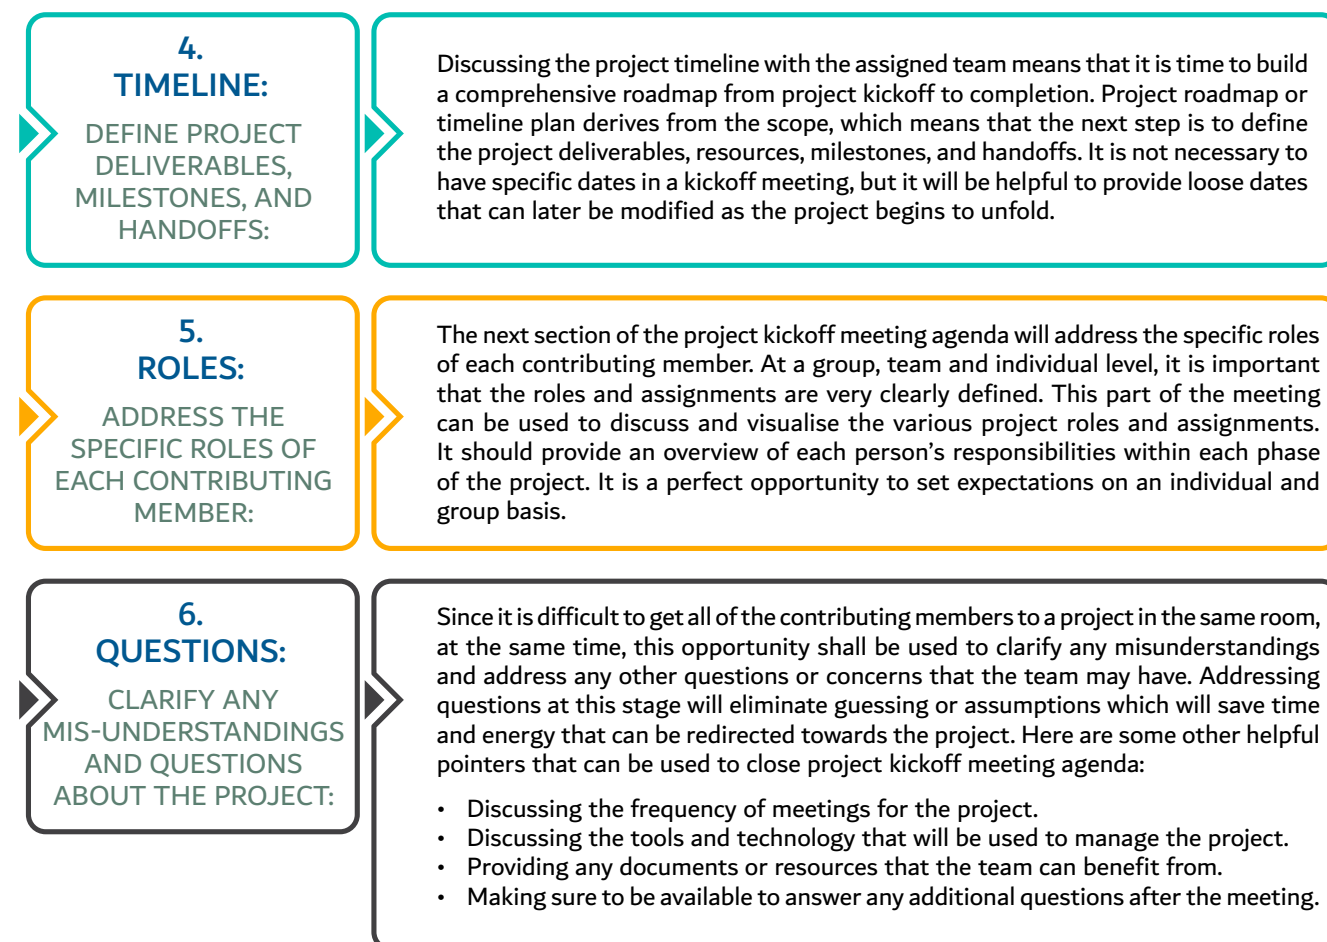 4.
TIMELINE:
DEFINE PROJECT
DELIVERABLES,
MILESTONES, AND
HANDOFFS:
Discussing the project timeline with the assigned team means that it is time to build
a comprehensive roadmap from project kickoff to completion. Project roadmap or
timeline plan derives from the scope, which means that the next step is to define
the project deliverables, resources, milestones, and handoffs. It is not necessary to
have specific dates in a kickoff meeting, but it will be helpful to provide loose dates
that can later be modified as the project begins to unfold.
5.
ROLES:
ADDRESS THE
SPECIFIC ROLES OF
EACH CONTRIBUTING
MEMBER:
The next section of the project kickoff meeting agenda will address the specific roles
of each contributing member. At a group, team and individual level, it is important
that the roles and assignments are very clearly defined. This part of the meeting
can be used to discuss and visualise the various project roles and assignments.
It should provide an overview of each person's responsibilities within each phase
of the project. It is a perfect opportunity to set expectations on an individual and
group basis.
6.
QUESTIONS:
CLARIFY ANY
MIS-UNDERSTANDINGS
AND QUESTIONS
ABOUT THE PROJECT:
Since it is difficult to get all of the contributing members to a project in the same room,
at the same time, this opportunity shall be used to clarify any misunderstandings
and address any other questions or concerns that the team may have. Addressing
questions at this stage will eliminate guessing or assumptions which will save time
and energy that can be redirected towards the project. Here are some other helpful
pointers that can be used to close project kickoff meeting agenda:
• Discussing the frequency of meetings for the project.
• Discussing the tools and technology that will be used to manage the project.
• Providing any documents or resources that the team can benefit from.
• Making sure to be available to answer any additional questions after the meeting.